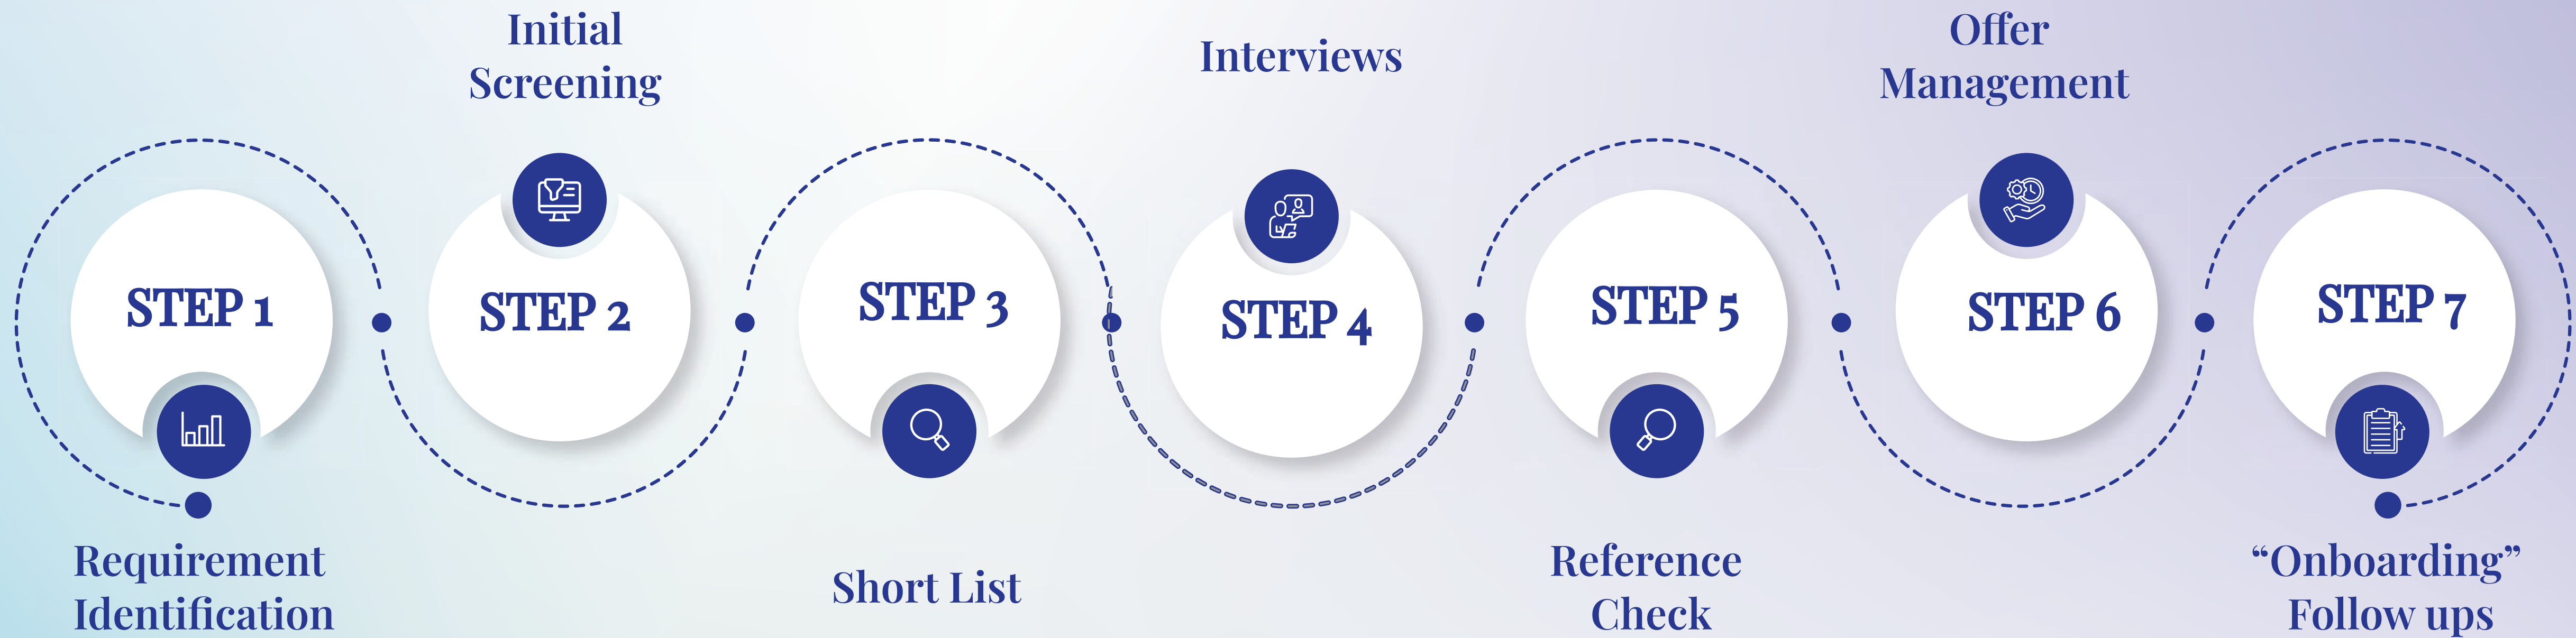 STEP 1
Requirement
Identification
Initial
Screening
STEP 2
STEP 3
Short List
Interviews
STEP 4
STEP 5
Reference
Check
Offer
Management
STEP 6
STEP 7
“Onboarding”
Follow ups